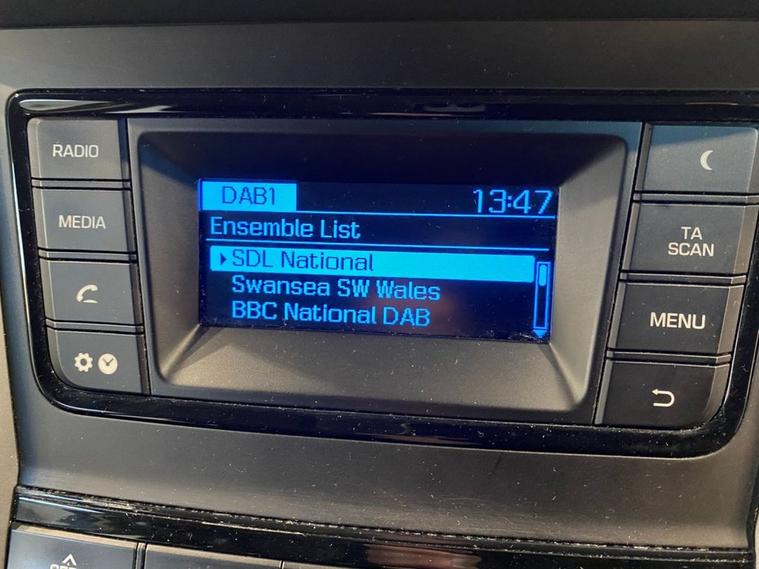 RADIO
MEDIA
DAB1 13:47
Ensemble List
SDL National
Swansea SW Wales
BBC National DAB
TA
SCAN
MENU